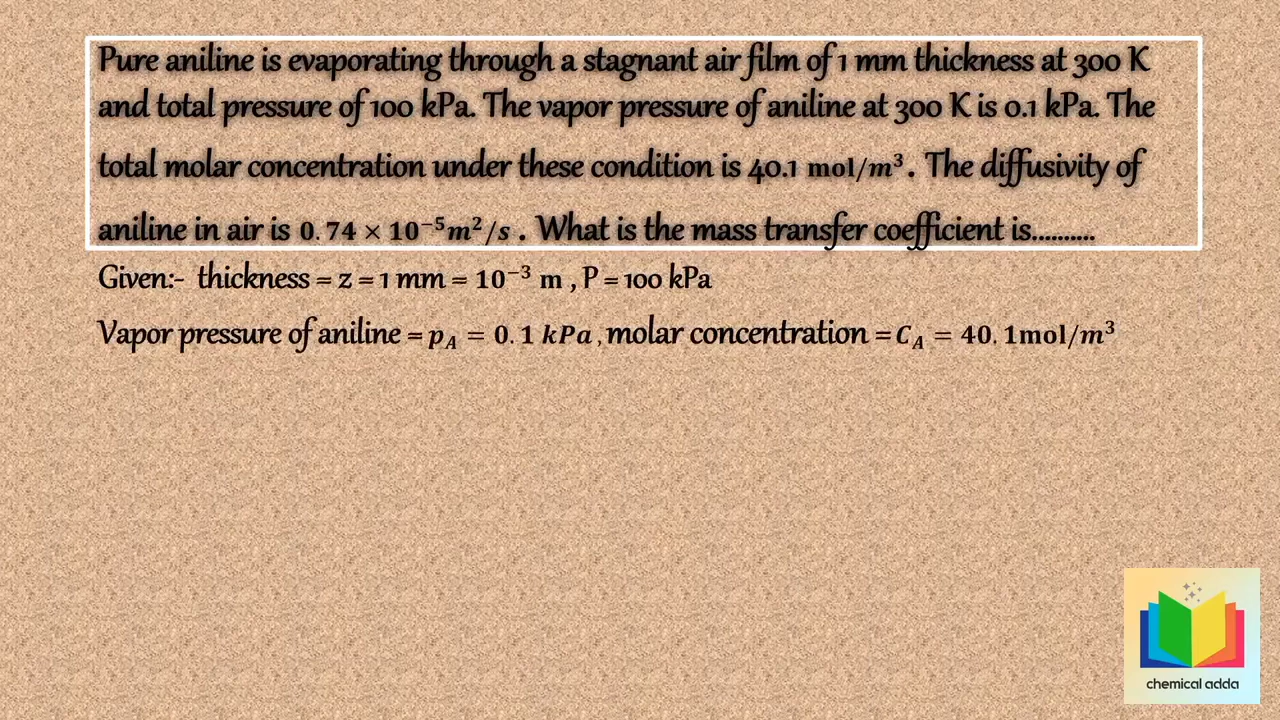 Pure aniline is evaporating through a stagnant air film of 1 mm thickness at 300 K
and total pressure of 100 kPa. The vapor pressure of aniline at 300 K is 0.1 kPa. The
total molar concentration under these condition is 40.1 mol/m³. The diffusivity of
aniline in air is 0.74 × 10⁻⁵m²/s . What is the mass transfer coefficient is..........
Given:- thickness = z = 1 mm = 10⁻³ m , P = 100 kPa
Vapor pressure of aniline = p_A = 0.1 kPa , molar concentration = C_A = 40.1mol/m³
chemical adda